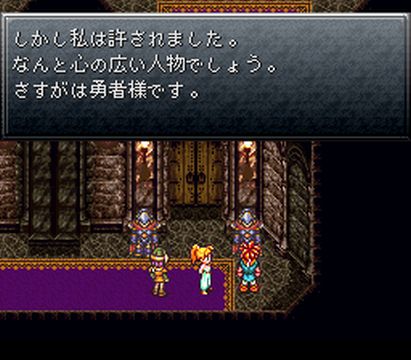 しかし私は許されました。
なんと心の広い人物でしょう。
さすがは勇者様です。